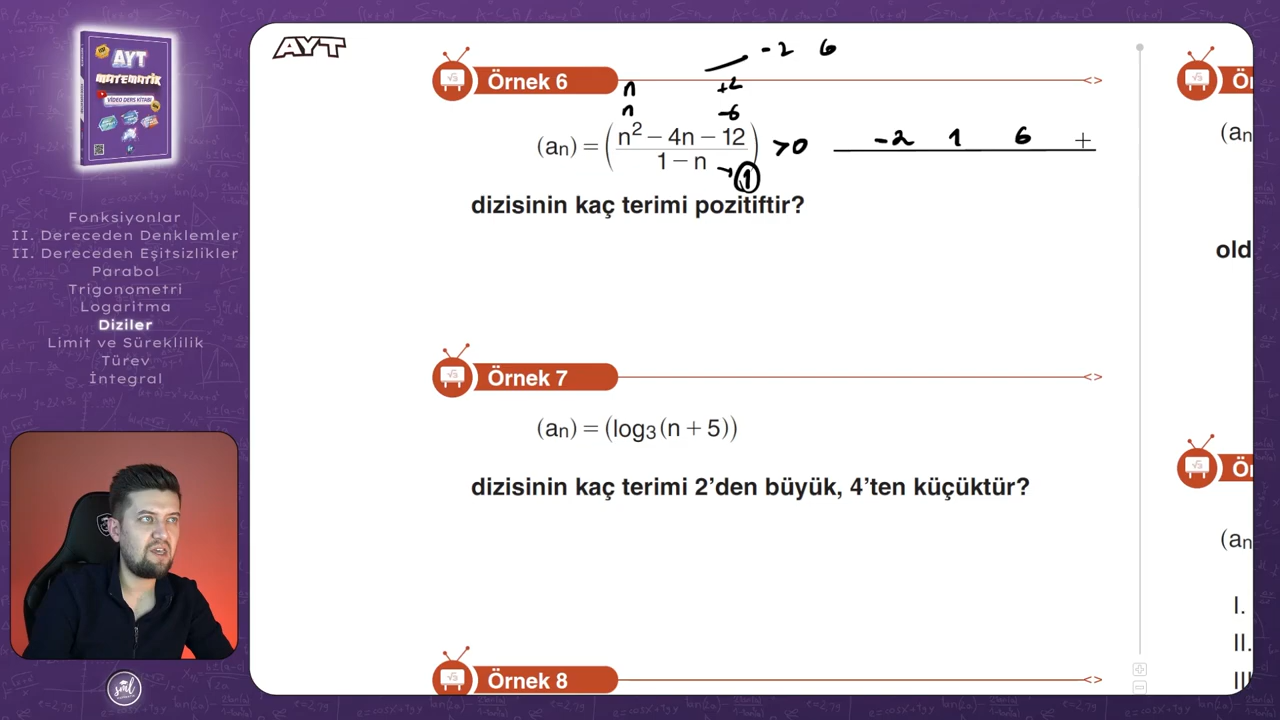 AYT
AYT
MATEMATİK
VİDEO DERS KİTABI
Fonksiyonlar
II. Dereceden Denklemler
II. Dereceden Eşitsizlikler
Parabol
Trigonometri
Logaritma
Diziler
Limit ve Süreklilik
Türev
İntegral
sml
-2 6
Örnek 6
n +2
n -6
(an) = (n² − 4n − 12 / 1 − n) >0
→ 1
-2 1 6 +
dizisinin kaç terimi pozitiftir?
Örnek 7
(an) = (log3(n + 5))
dizisinin kaç terimi 2’den büyük, 4’ten küçüktür?
Örnek 8
Ö
(an
old
Ö
(an
I.
II.
III